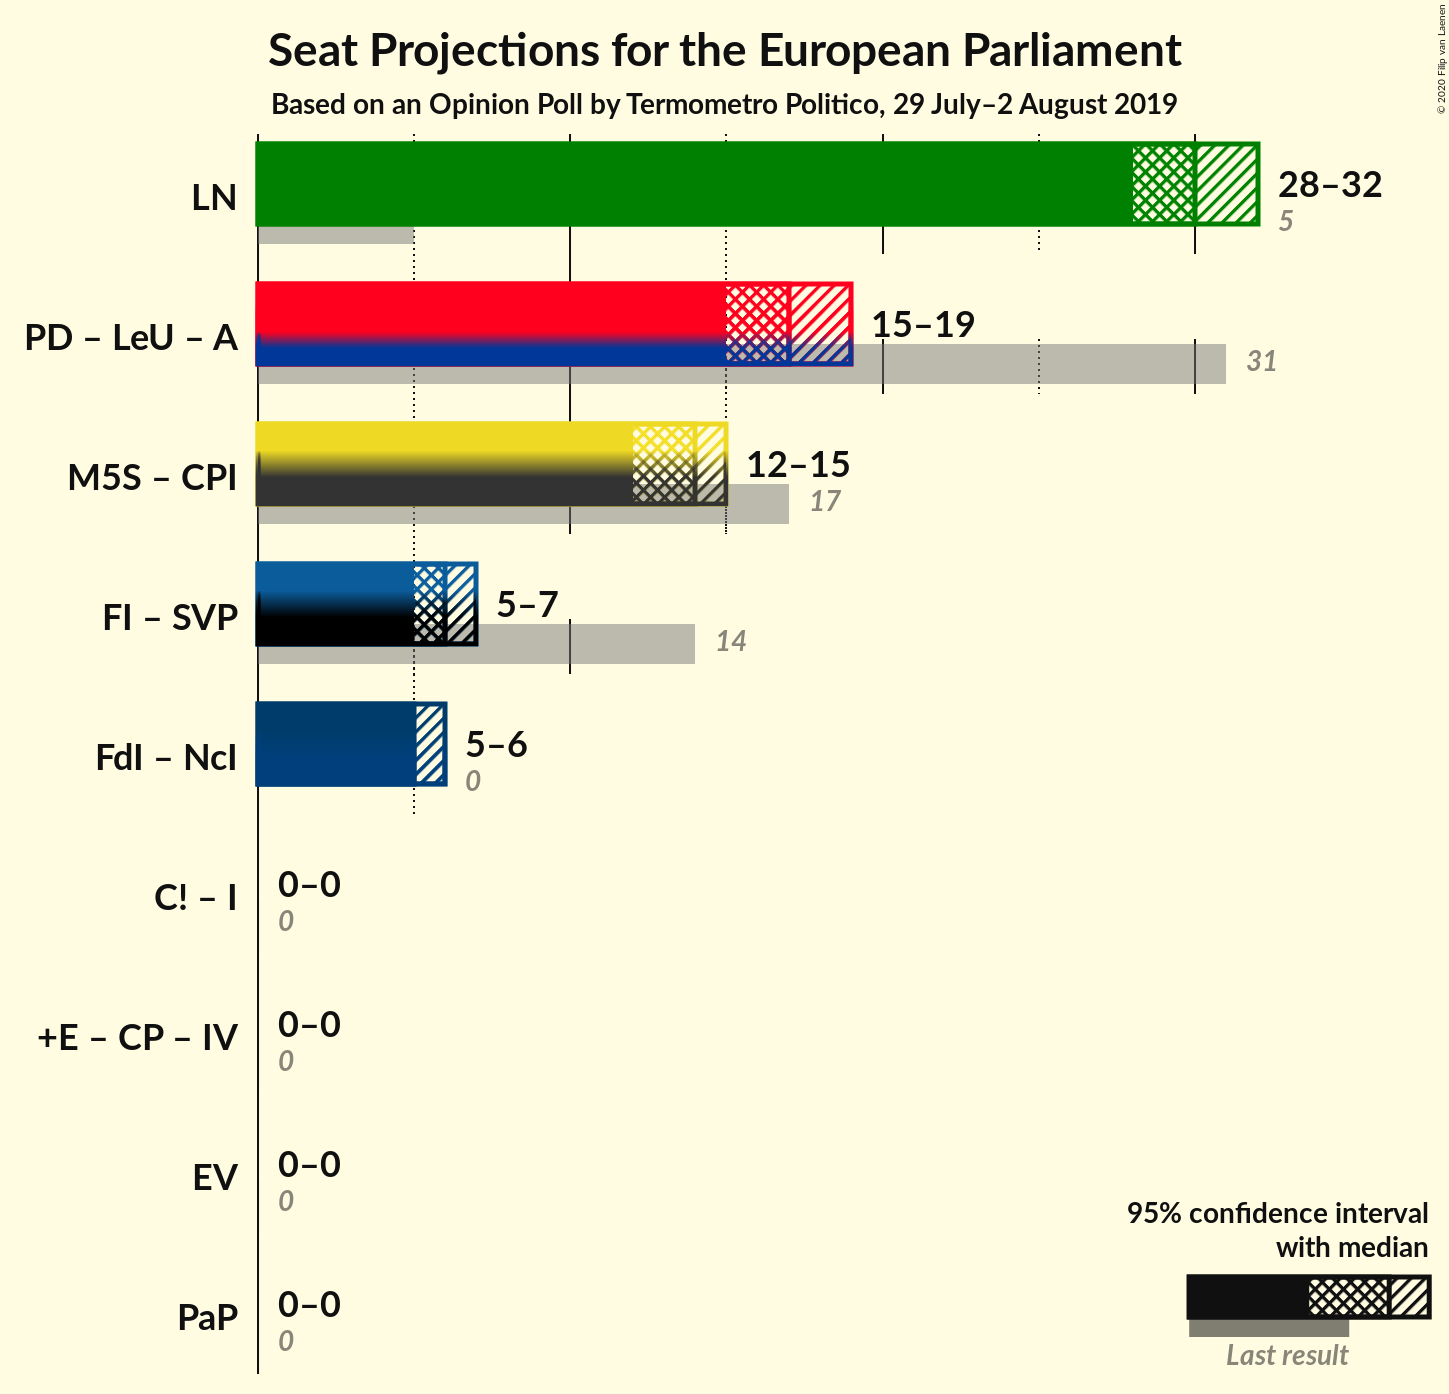 Seat Projections for the European Parliament
Based on an Opinion Poll by Termometro Politico, 29 July–2 August 2019
© 2020 Filip van Laenen
LN
28–32
5
PD – LeU – A
15–19
31
M5S – CPI
12–15
17
FI – SVP
5–7
14
FdI – NcI
5–6
0
C! – I
0–0
0
+E – CP – IV
0–0
0
EV
0–0
0
PaP
0–0
0
95% confidence interval
with median
Last result